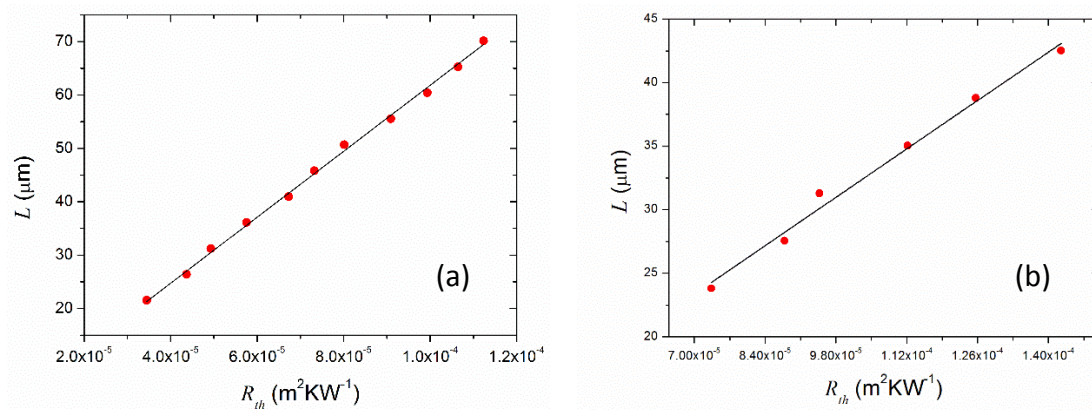 70
60
50
40
30
20
L (μm)
(a)
2.0x10⁻⁵ 4.0x10⁻⁵ 6.0x10⁻⁵ 8.0x10⁻⁵ 1.0x10⁻⁴ 1.2x10⁻⁴
R_th (m²KW⁻¹)
45
40
35
30
25
20
L (μm)
(b)
7.00x10⁻⁵ 8.40x10⁻⁵ 9.80x10⁻⁵ 1.12x10⁻⁴ 1.26x10⁻⁴ 1.40x10⁻⁴
R_th (m²KW⁻¹)